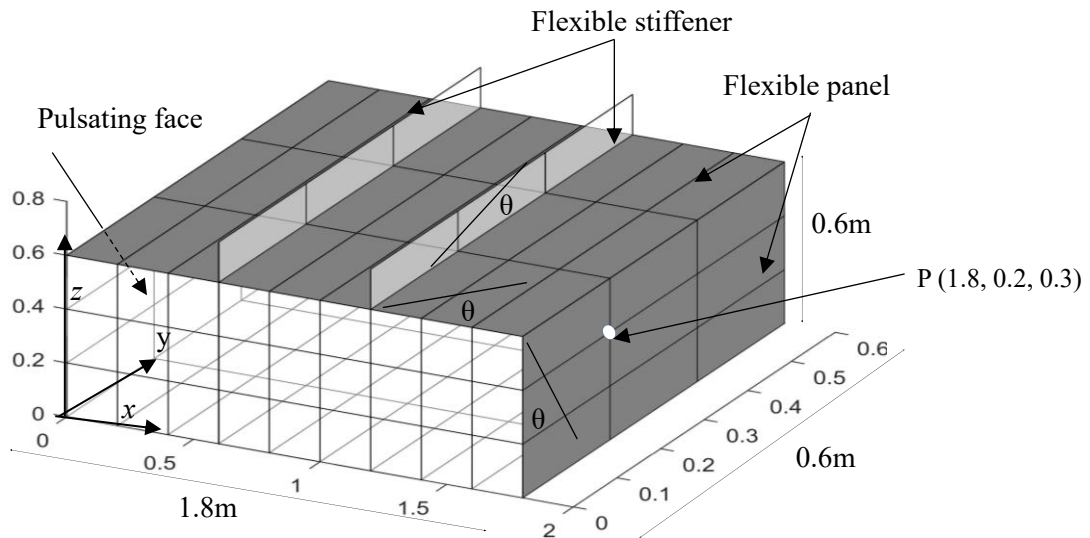 Flexible stiffener
Flexible panel
Pulsating face
0.8
0.6
0.4
0.2
0
z
y
x
θ
θ
θ
0.6m
P (1.8, 0.2, 0.3)
0.6
0.5
0.4
0.3
0.2
0.1
0
0.6m
0
0.5
1
1.5
2
1.8m